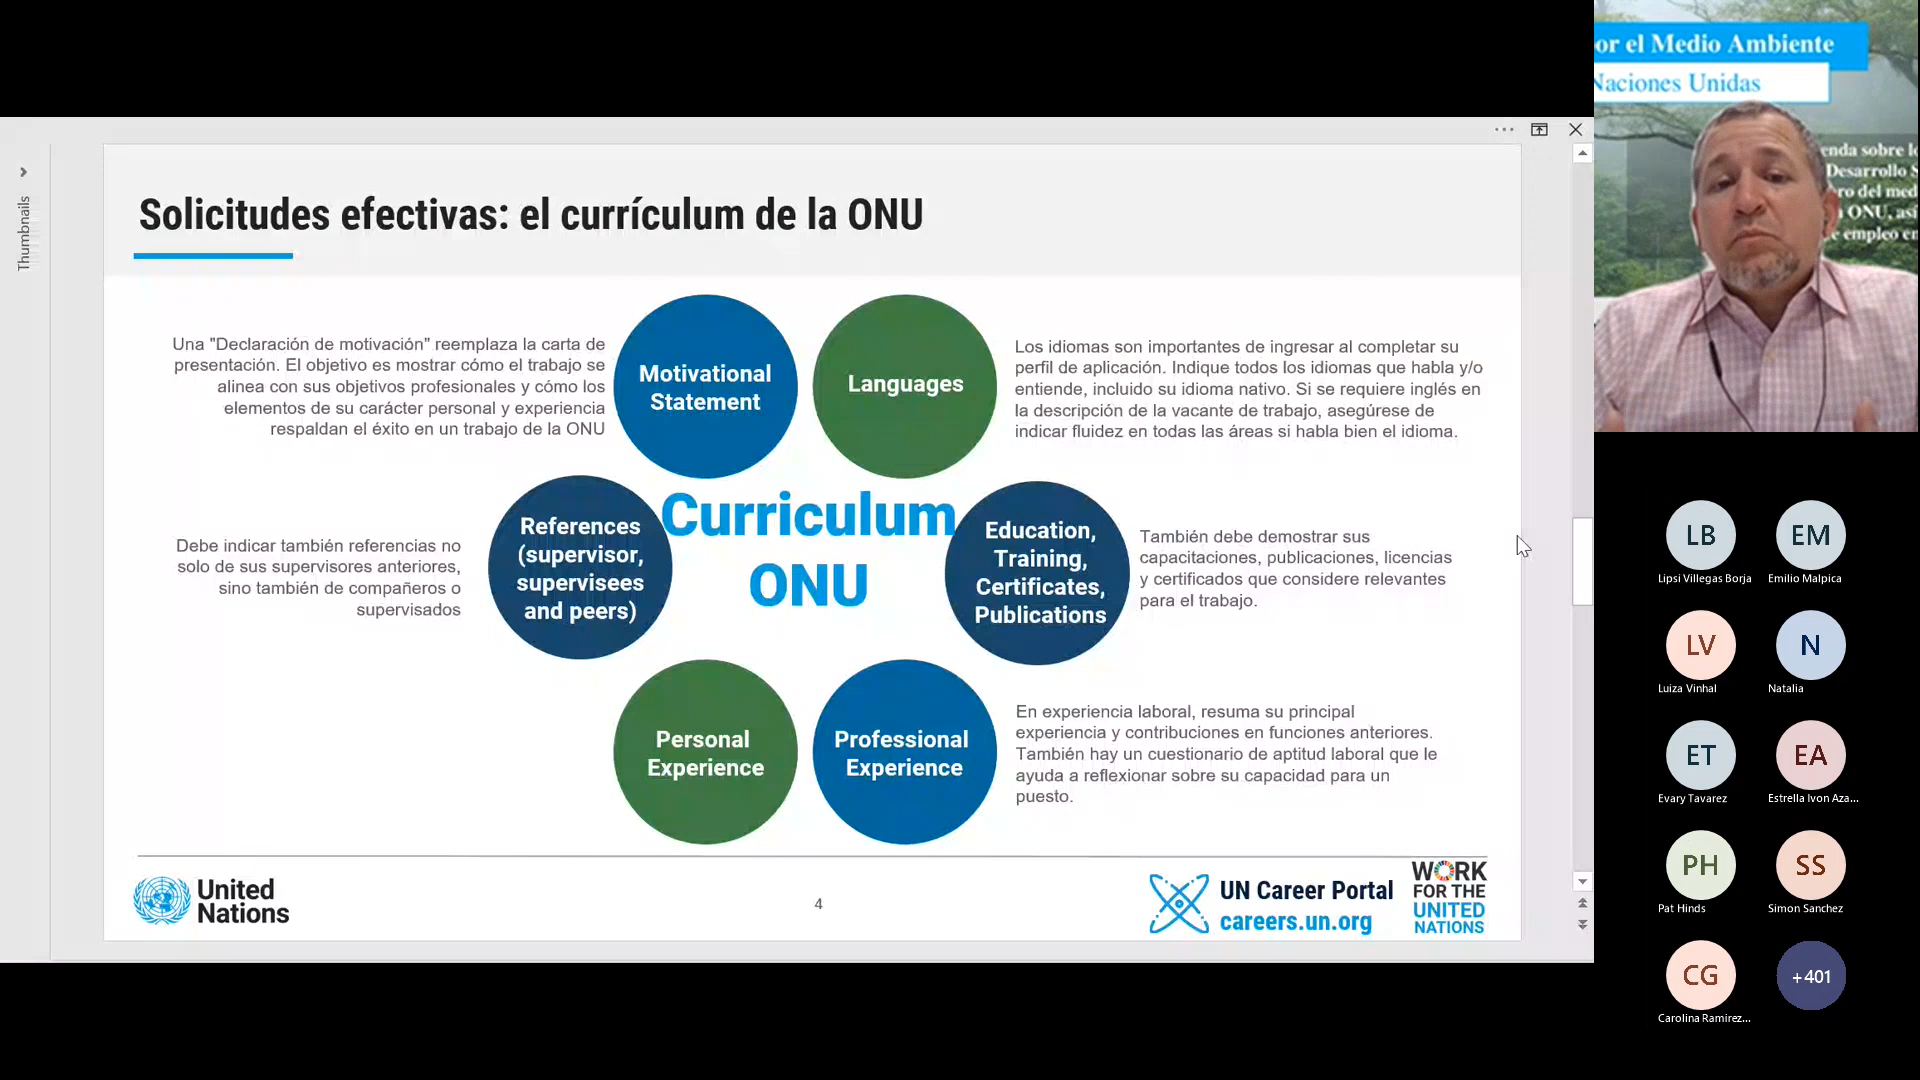 or el Medio Ambiente
Naciones Unidas
enda sobre lo
Desarrollo S
ro del med
ONU, así
e empleo en
Thumbnails
Solicitudes efectivas: el currículum de la ONU
Una "Declaración de motivación" reemplaza la carta de
presentación. El objetivo es mostrar cómo el trabajo se
alinea con sus objetivos profesionales y cómo los
elementos de su carácter personal y experiencia
respaldan el éxito en un trabajo de la ONU
Motivational
Statement
Languages
Los idiomas son importantes de ingresar al completar su
perfil de aplicación. Indique todos los idiomas que habla y/o
entiende, incluido su idioma nativo. Si se requiere inglés en
la descripción de la vacante de trabajo, asegúrese de
indicar fluidez en todas las áreas si habla bien el idioma.
Debe indicar también referencias no
solo de sus supervisores anteriores,
sino también de compañeros o
supervisados
References
(supervisor,
supervisees
and peers)
Curriculum
ONU
Education,
Training,
Certificates,
Publications
También debe demostrar sus
capacitaciones, publicaciones, licencias
y certificados que considere relevantes
para el trabajo.
Personal
Experience
Professional
Experience
En experiencia laboral, resuma su principal
experiencia y contribuciones en funciones anteriores.
También hay un cuestionario de aptitud laboral que le
ayuda a reflexionar sobre su capacidad para un
puesto.
United
Nations
4
UN Career Portal
careers.un.org
WORK
FOR THE
UNITED
NATIONS
LB
EM
Lipsi Villegas Borja
Emilio Malpica
LV
N
Luiza Vinhal
Natalia
ET
EA
Evary Tavarez
Estrella Ivon Aza...
PH
SS
Pat Hinds
Simon Sanchez
CG
+401
Carolina Ramirez...